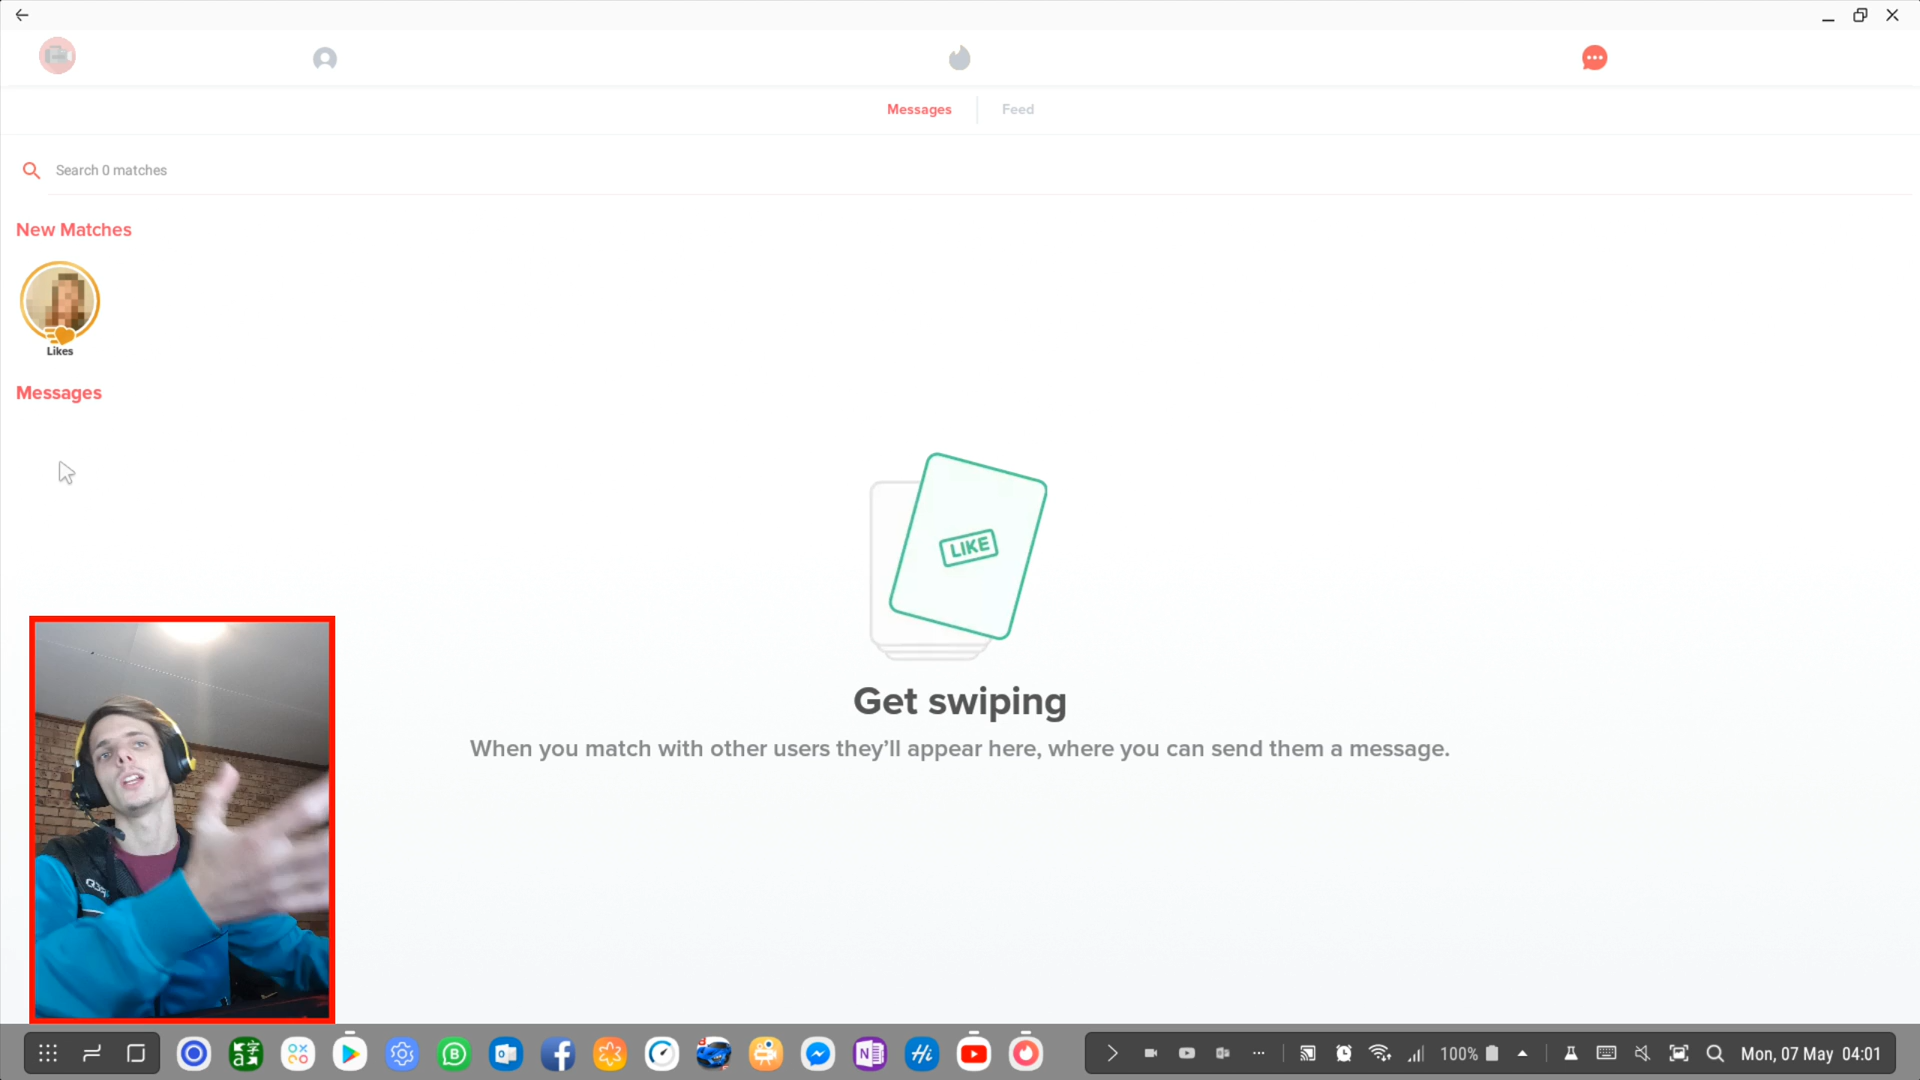 Messages
Feed
Search 0 matches
New Matches
Likes
Messages
LIKE
Get swiping
When you match with other users they’ll appear here, where you can send them a message.
100%
Mon, 07 May 04:01